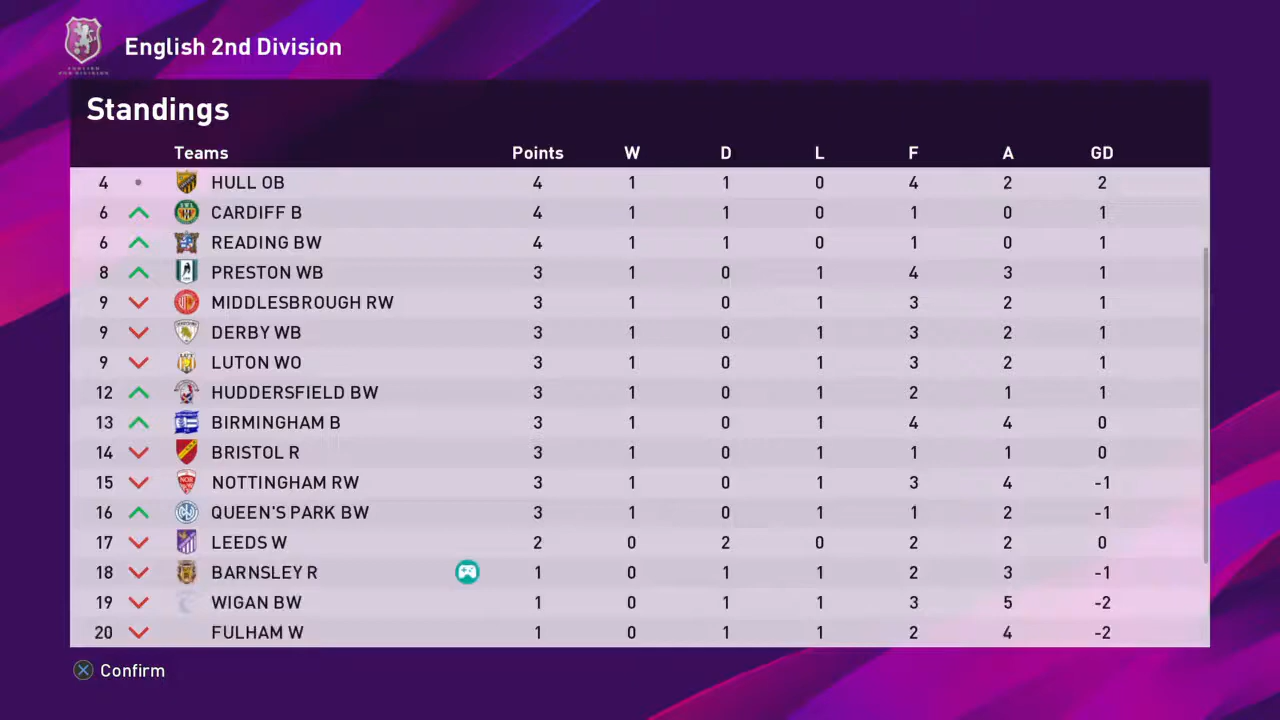 English 2nd Division
Standings
Teams Points W D L F A GD
4 HULL OB 4 1 1 0 4 2 2
6 CARDIFF B 4 1 1 0 1 0 1
6 READING BW 4 1 1 0 1 0 1
8 PRESTON WB 3 1 0 1 4 3 1
9 MIDDLESBROUGH RW 3 1 0 1 3 2 1
9 DERBY WB 3 1 0 1 3 2 1
9 LUTON WO 3 1 0 1 3 2 1
12 HUDDERSFIELD BW 3 1 0 1 2 1 1
13 BIRMINGHAM B 3 1 0 1 4 4 0
14 BRISTOL R 3 1 0 1 1 1 0
15 NOTTINGHAM RW 3 1 0 1 3 4 -1
16 QUEEN'S PARK BW 3 1 0 1 1 2 -1
17 LEEDS W 2 0 2 0 2 2 0
18 BARNSLEY R 1 0 1 1 2 3 -1
19 WIGAN BW 1 0 1 1 3 5 -2
20 FULHAM W 1 0 1 1 2 4 -2
Confirm